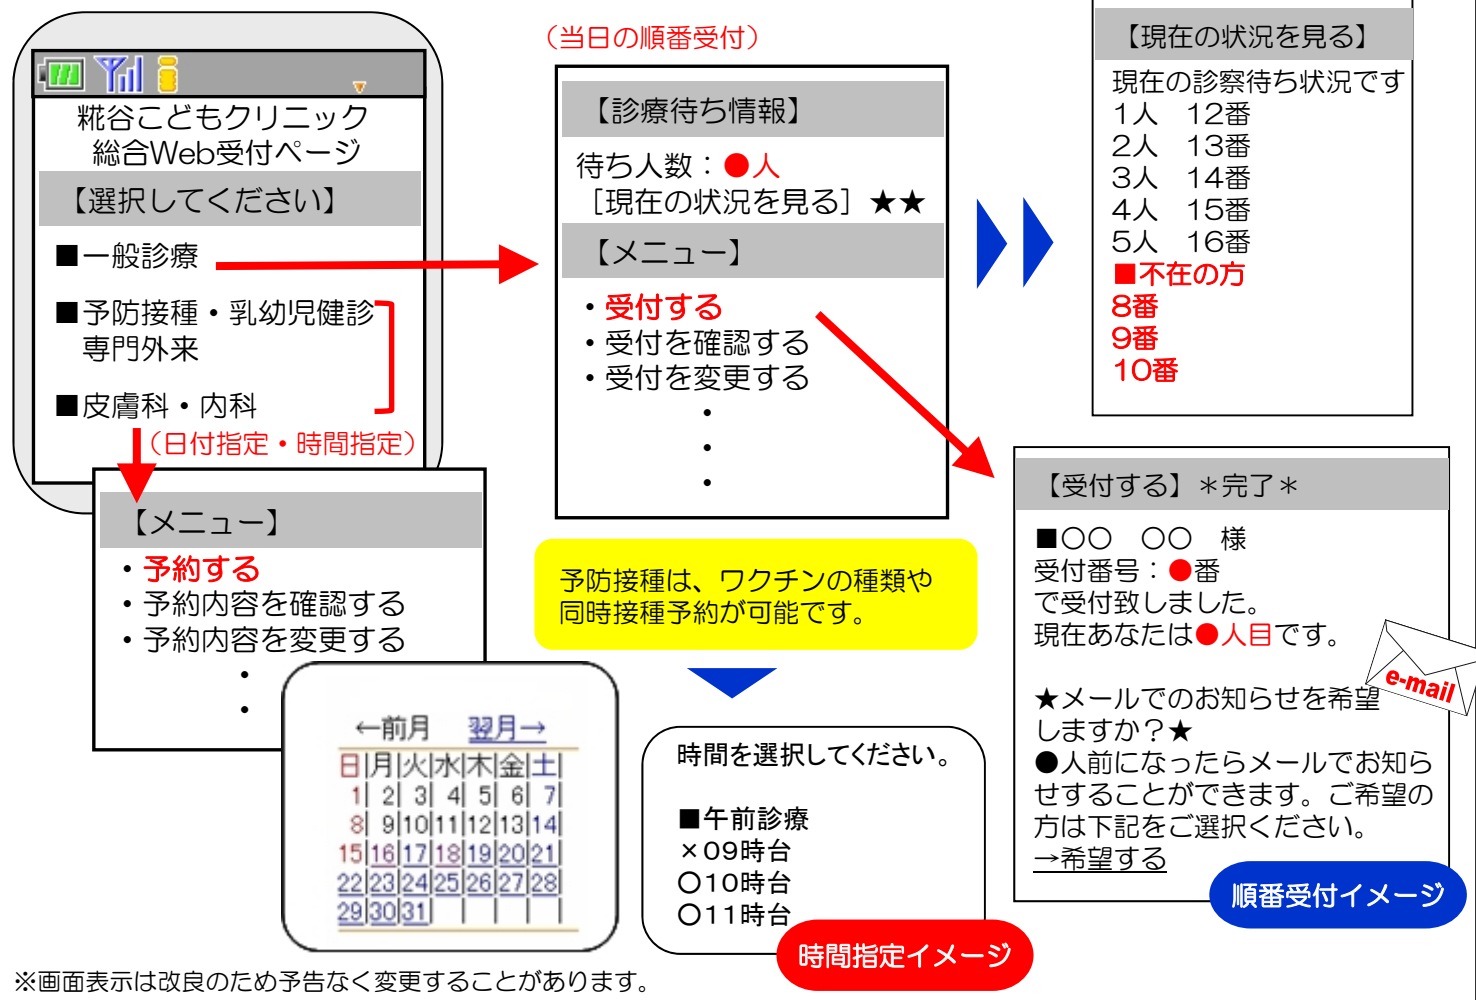 糀谷こどもクリニック
総合Web受付ページ
【選択してください】
■一般診療
■予防接種・乳幼児健診
専門外来
■皮膚科・内科
（日付指定・時間指定）
【メニュー】
・予約する
・予約内容を確認する
・予約内容を変更する
・
・
←前月 翌月→
日|月|火|水|木|金|土|
1| 2| 3| 4| 5| 6| 7|
8| 9|10|11|12|13|14|
15|16|17|18|19|20|21|
22|23|24|25|26|27|28|
29|30|31| | | | |
（当日の順番受付）
【診療待ち情報】
待ち人数：●人
［現在の状況を見る］★★
【メニュー】
・受付する
・受付を確認する
・受付を変更する
・
・
・
予防接種は、ワクチンの種類や
同時接種予約が可能です。
時間を選択してください。
■午前診療
×09時台
〇10時台
〇11時台
時間指定イメージ
【現在の状況を見る】
現在の診察待ち状況です
1人 12番
2人 13番
3人 14番
4人 15番
5人 16番
■不在の方
8番
9番
10番
【受付する】＊完了＊
■〇〇 〇〇 様
受付番号：●番
で受付致しました。
現在あなたは●人目です。
e-mail
★メールでのお知らせを希望
しますか？★
●人前になったらメールでお知ら
せすることができます。ご希望の
方は下記をご選択ください。
→希望する
順番受付イメージ
※画面表示は改良のため予告なく変更することがあります。